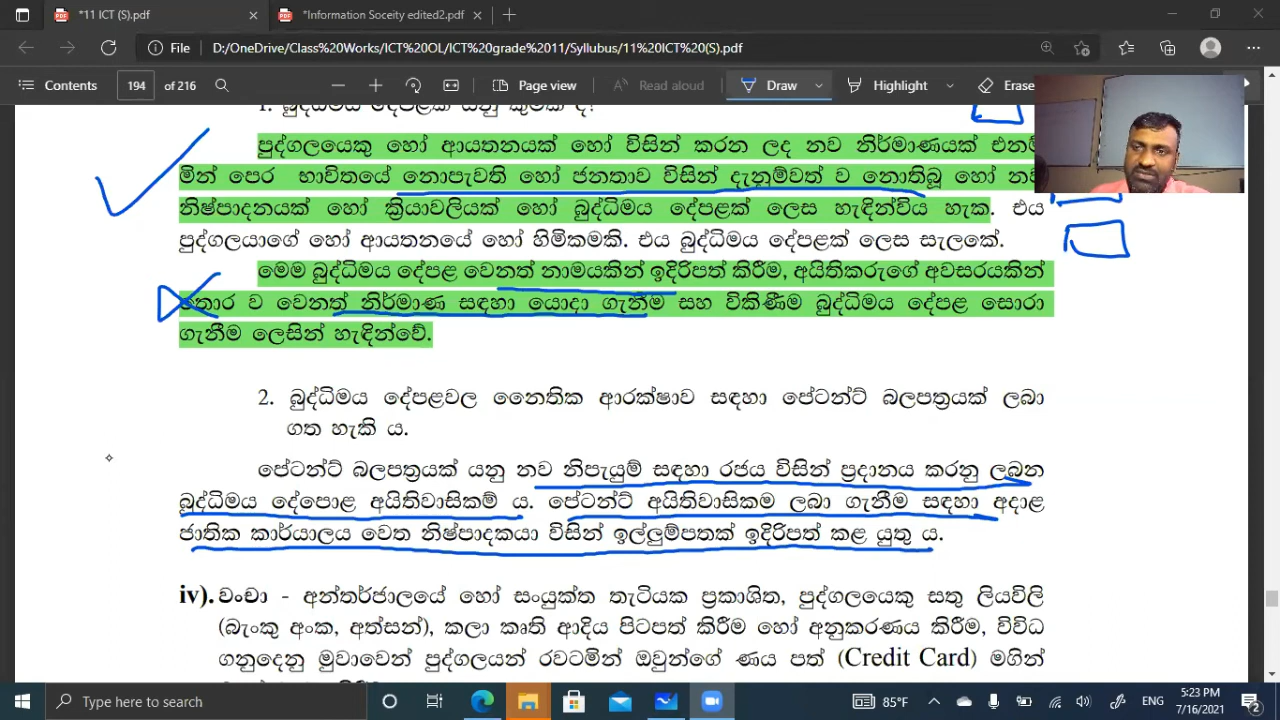 *11 ICT (S).pdf
*Information Soceity edited2.pdf
File D:/OneDrive/Class%20Works/ICT%20OL/ICT%20grade%2011/Syllubus/11%20ICT%20(S).pdf
Contents 194 of 216 Page view Read aloud Draw Highlight Erase
1. බුද්ධිමය දේපළක් යනු කුමක් ද?
පුද්ගලයෙකු හෝ ආයතනයක් හෝ විසින් කරන ලද නව නිර්මාණයක් එනම්
මින් පෙර භාවිතයේ නොපැවති හෝ ජනතාව විසින් දැනුම්වත් ව නොතිබූ හෝ නව
නිෂ්පාදනයක් හෝ ක්‍රියාවලියක් හෝ බුද්ධිමය දේපළක් ලෙස හැඳින්විය හැක. එය
පුද්ගලයාගේ හෝ ආයතනයේ හෝ හිමිකමකි. එය බුද්ධිමය දේපළක් ලෙස සැලකේ.
මෙම බුද්ධිමය දේපළ වෙනත් නාමයකින් ඉදිරිපත් කිරීම, අයිතිකරුගේ අවසරයකින්
තොර ව වෙනත් නිර්මාණ සඳහා යොදා ගැනීම සහ විකිණීම බුද්ධිමය දේපළ සොරා
ගැනීම ලෙසින් හැඳින්වේ.
2. බුද්ධිමය දේපළවල නෛතික ආරක්ෂාව සඳහා පේටන්ට් බලපත්‍රයක් ලබා
ගත හැකි ය.
පේටන්ට් බලපත්‍රයක් යනු නව නිපැයුම් සඳහා රජය විසින් ප්‍රදානය කරනු ලබන
බුද්ධිමය දේපොළ අයිතිවාසිකම් ය. පේටන්ට් අයිතිවාසිකම ලබා ගැනීම සඳහා අදාළ
ජාතික කාර්යාලය වෙත නිෂ්පාදකයා විසින් ඉල්ලුම්පතක් ඉදිරිපත් කළ යුතු ය.
iv). වංචා - අන්තර්ජාලයේ හෝ සංයුක්ත තැටියක ප්‍රකාශිත, පුද්ගලයෙකු සතු ලියවිලි
(බැංකු අංක, අත්සන්), කලා කෘති ආදිය පිටපත් කිරීම හෝ අනුකරණය කිරීම, විවිධ
ගනුදෙනු මුවාවෙන් පුද්ගලයන් රවටමින් ඔවුන්ගේ ණය පත් (Credit Card) මගින්
Type here to search
85°F ENG 5:23 PM
7/16/2021
2